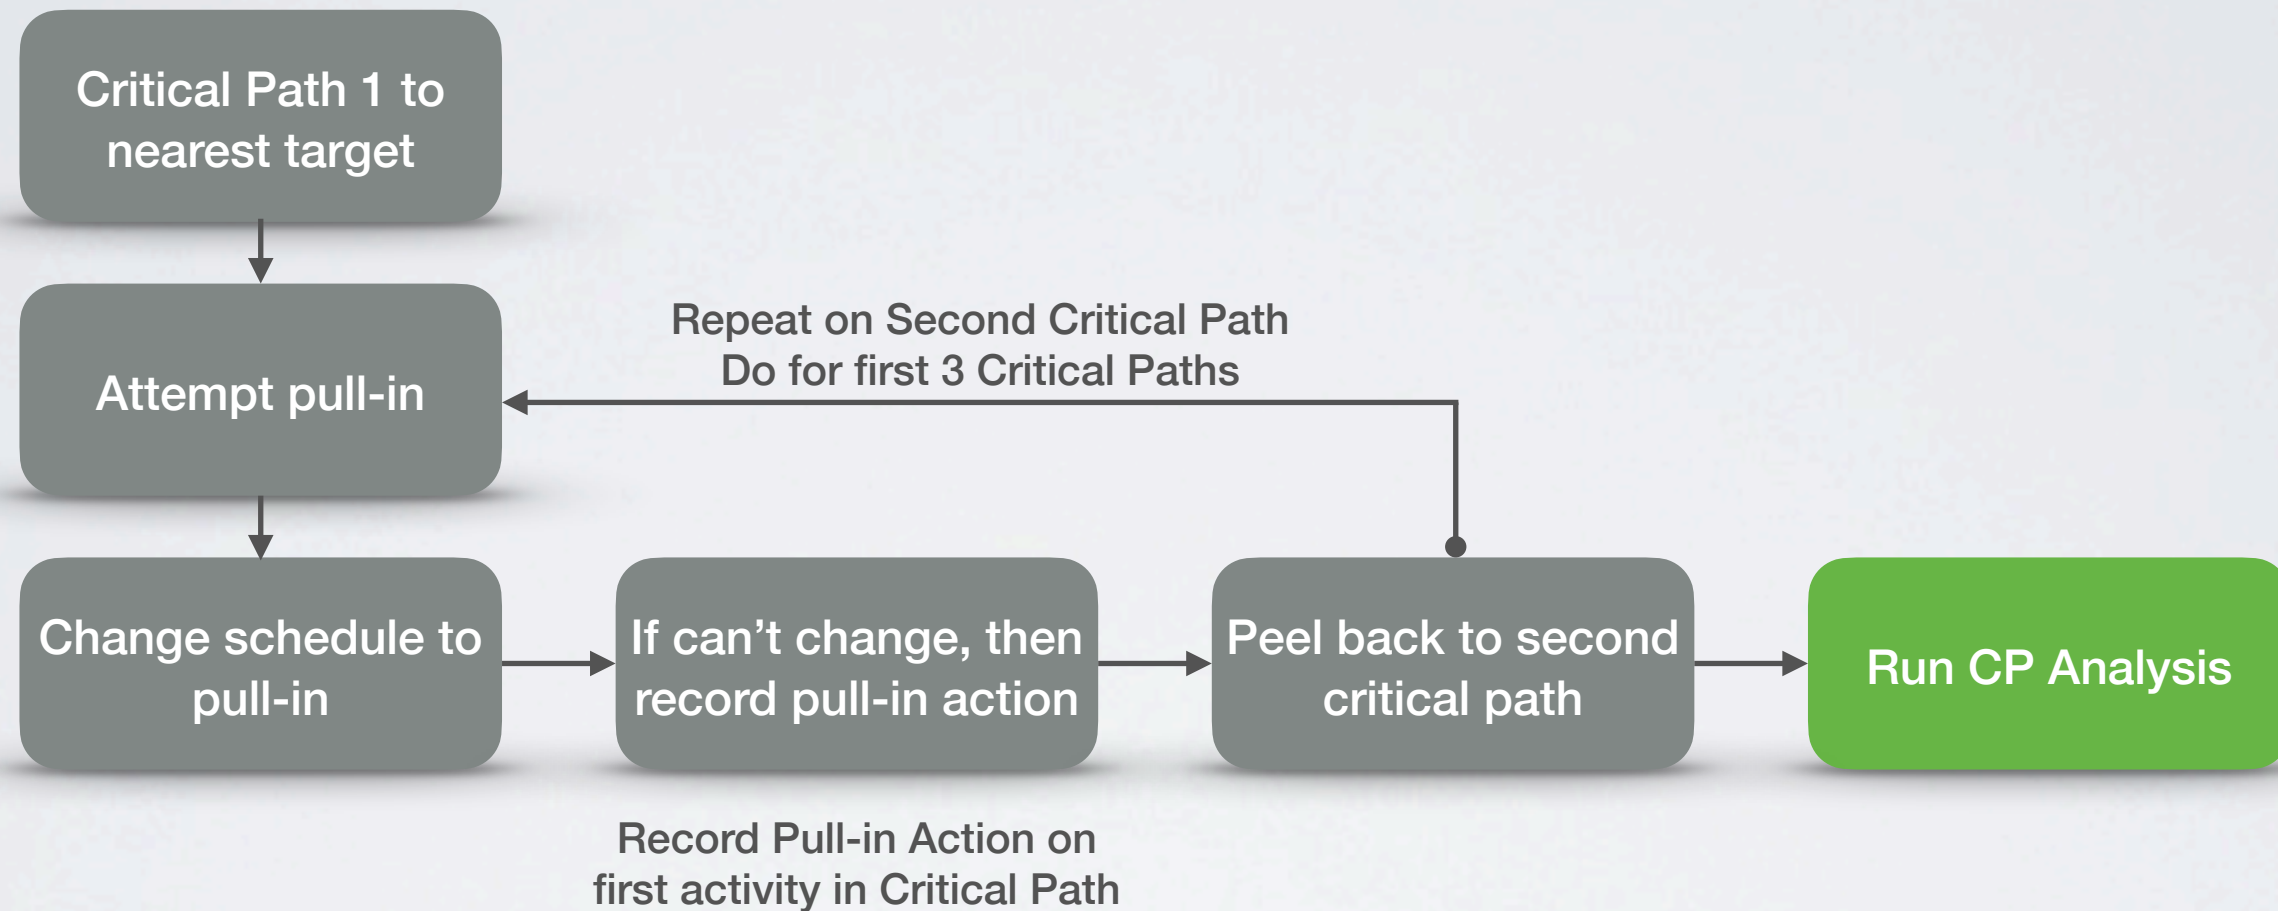 Critical Path 1 to
nearest target
Attempt pull-in
Repeat on Second Critical Path
Do for first 3 Critical Paths
Change schedule to
pull-in
If can’t change, then
record pull-in action
Peel back to second
critical path
Run CP Analysis
Record Pull-in Action on
first activity in Critical Path